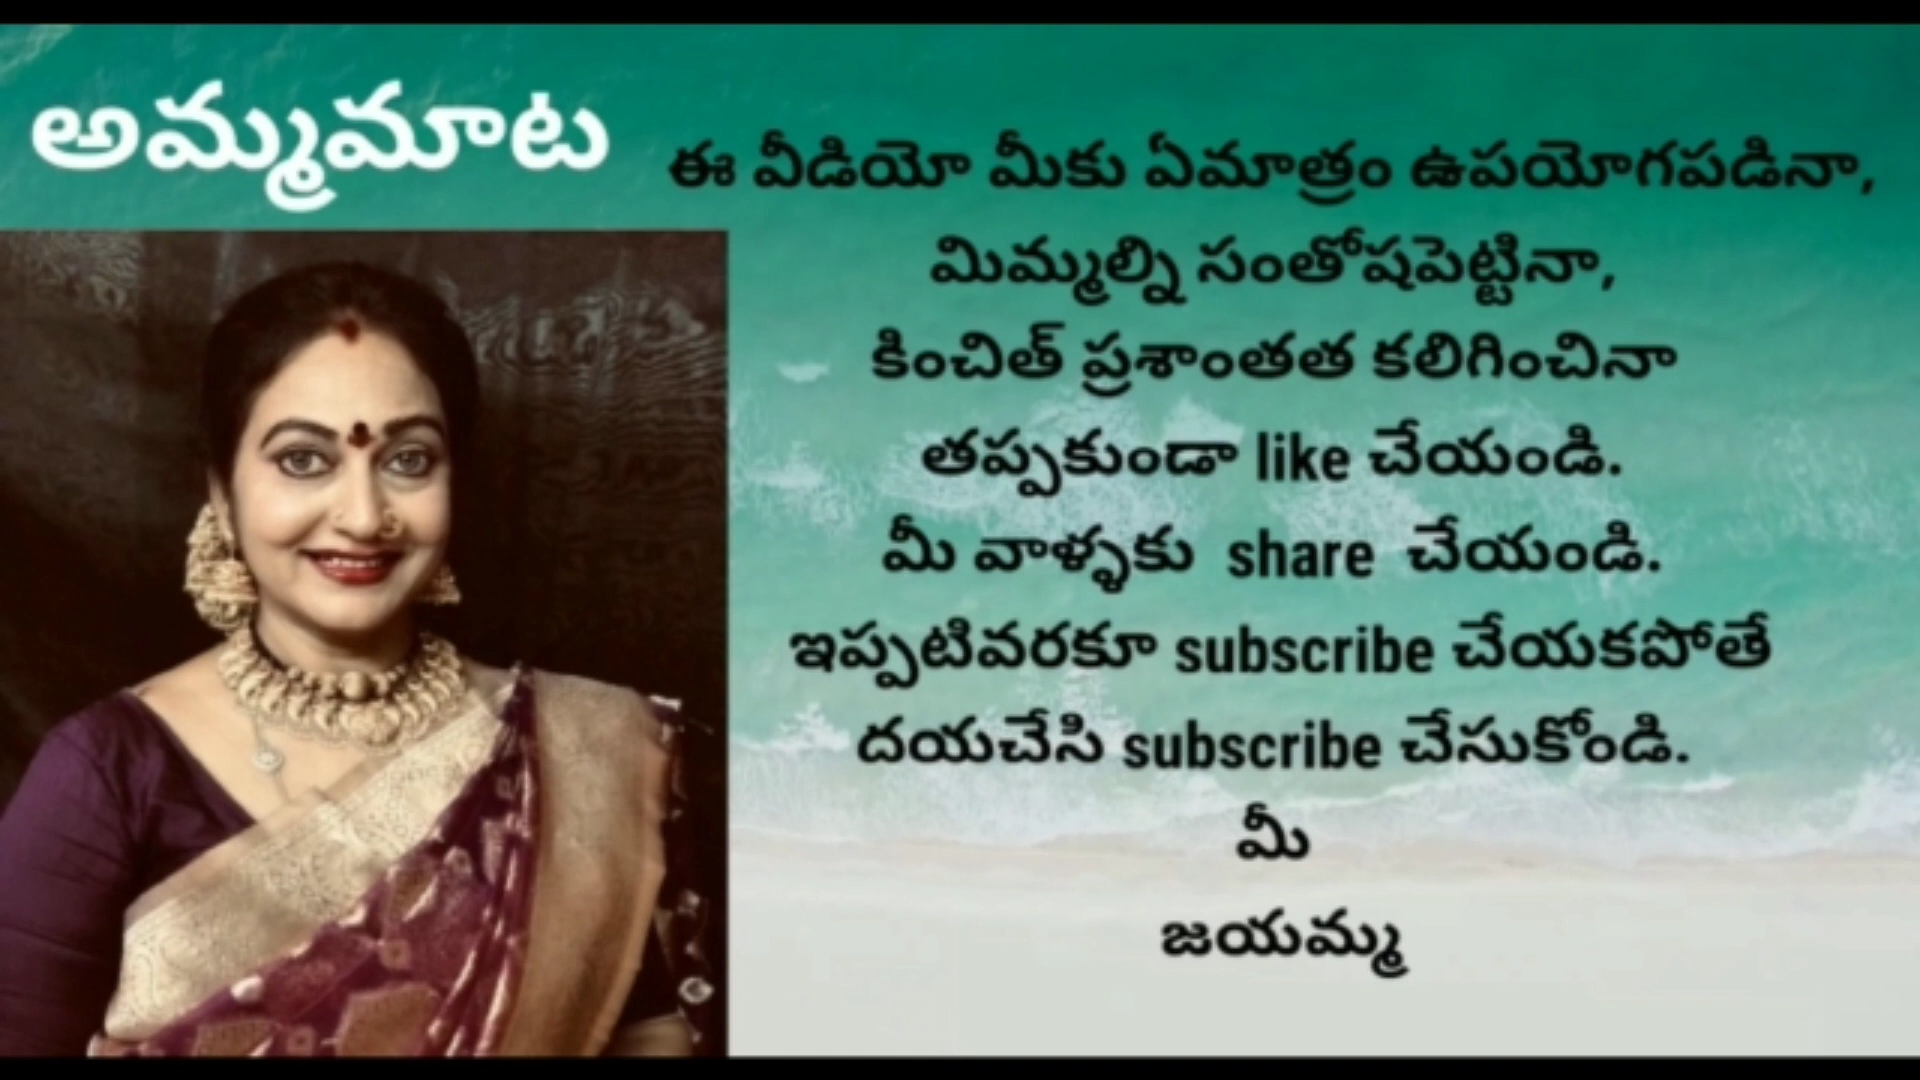 అమ్మమాట
ఈ వీడియో మీకు ఏమాత్రం ఉపయోగపడినా,
మిమ్మల్ని సంతోషపెట్టినా,
కించిత్ ప్రశాంతత కలిగించినా
తప్పకుండా like చేయండి.
మీ వాళ్ళకు share చేయండి.
ఇప్పటివరకూ subscribe చేయకపోతే
దయచేసి subscribe చేసుకోండి.
మీ
జయమ్మ